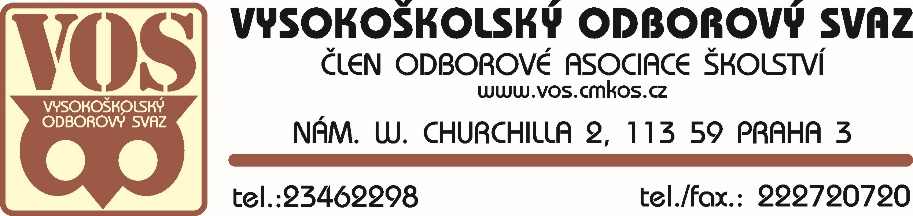 VOS
VYSOKOŠKOLSKÝ
ODBOROVÝ SVAZ
VYSOKOŠKOLSKÝ ODBOROVÝ SVAZ
ČLEN ODBOROVÉ ASOCIACE ŠKOLSTVÍ
www.vos.cmkos.cz
NÁM. W. CHURCHILLA 2, 113 59 PRAHA 3
tel.:23462298
tel./fax.: 222720720